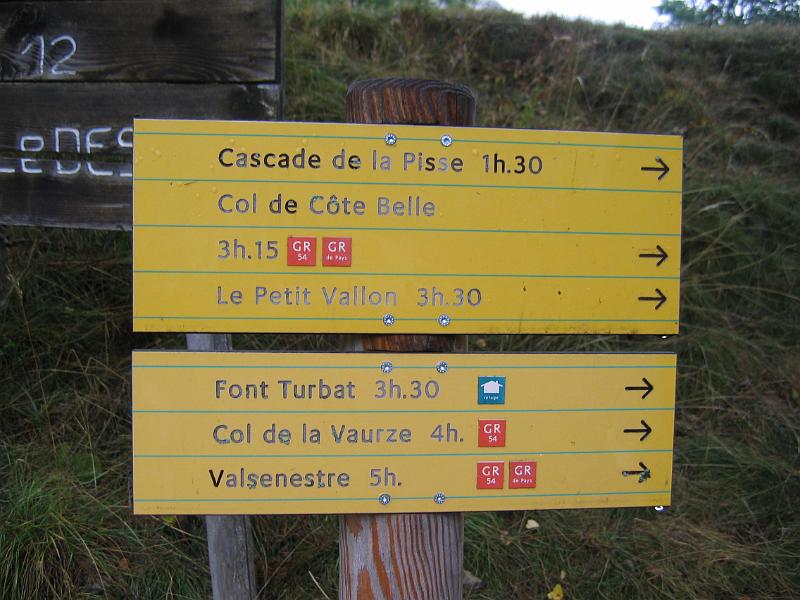 12
Le DES
Cascade de la Pisse 1h.30
Col de Côte Belle
3h.15 GR 54 GR de Pays
Le Petit Vallon 3h.30
Font Turbat 3h.30 refuge
Col de la Vaurze 4h. GR 54
Valsenestre 5h. GR 54 GR de Pays